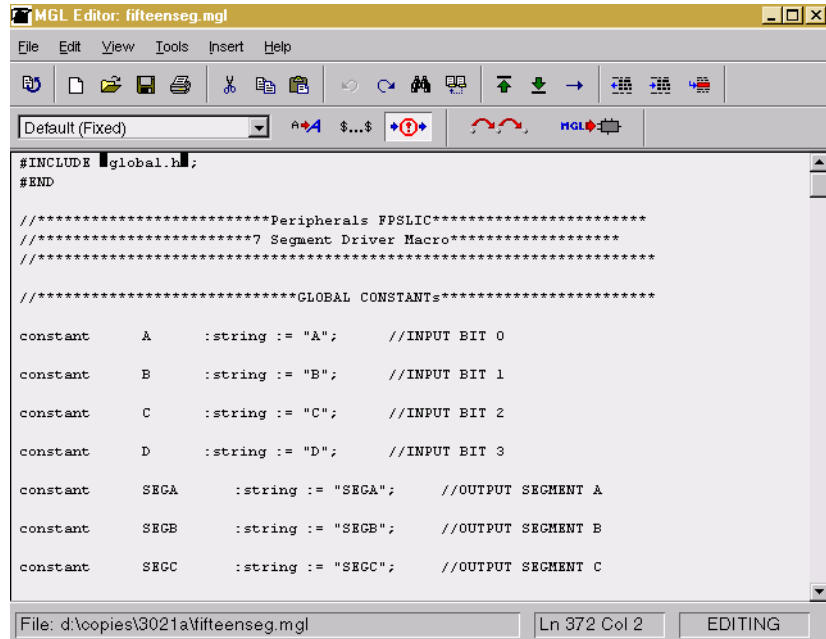 MGL Editor: fifteenseg.mgl
File Edit View Tools Insert Help
Default (Fixed) A A $...$ MGL
#INCLUDE █global.h█;
#END
//**************************Peripherals FPSLIC************************
//************************7 Segment Driver Macro*******************
//*********************************************************************
//*****************************GLOBAL CONSTANTs************************
constant A :string := "A"; //INPUT BIT 0
constant B :string := "B"; //INPUT BIT 1
constant C :string := "C"; //INPUT BIT 2
constant D :string := "D"; //INPUT BIT 3
constant SEGA :string := "SEGA"; //OUTPUT SEGMENT A
constant SEGB :string := "SEGB"; //OUTPUT SEGMENT B
constant SEGC :string := "SEGC"; //OUTPUT SEGMENT C
File: d:\copies\3021a\fifteenseg.mgl Ln 372 Col 2 EDITING